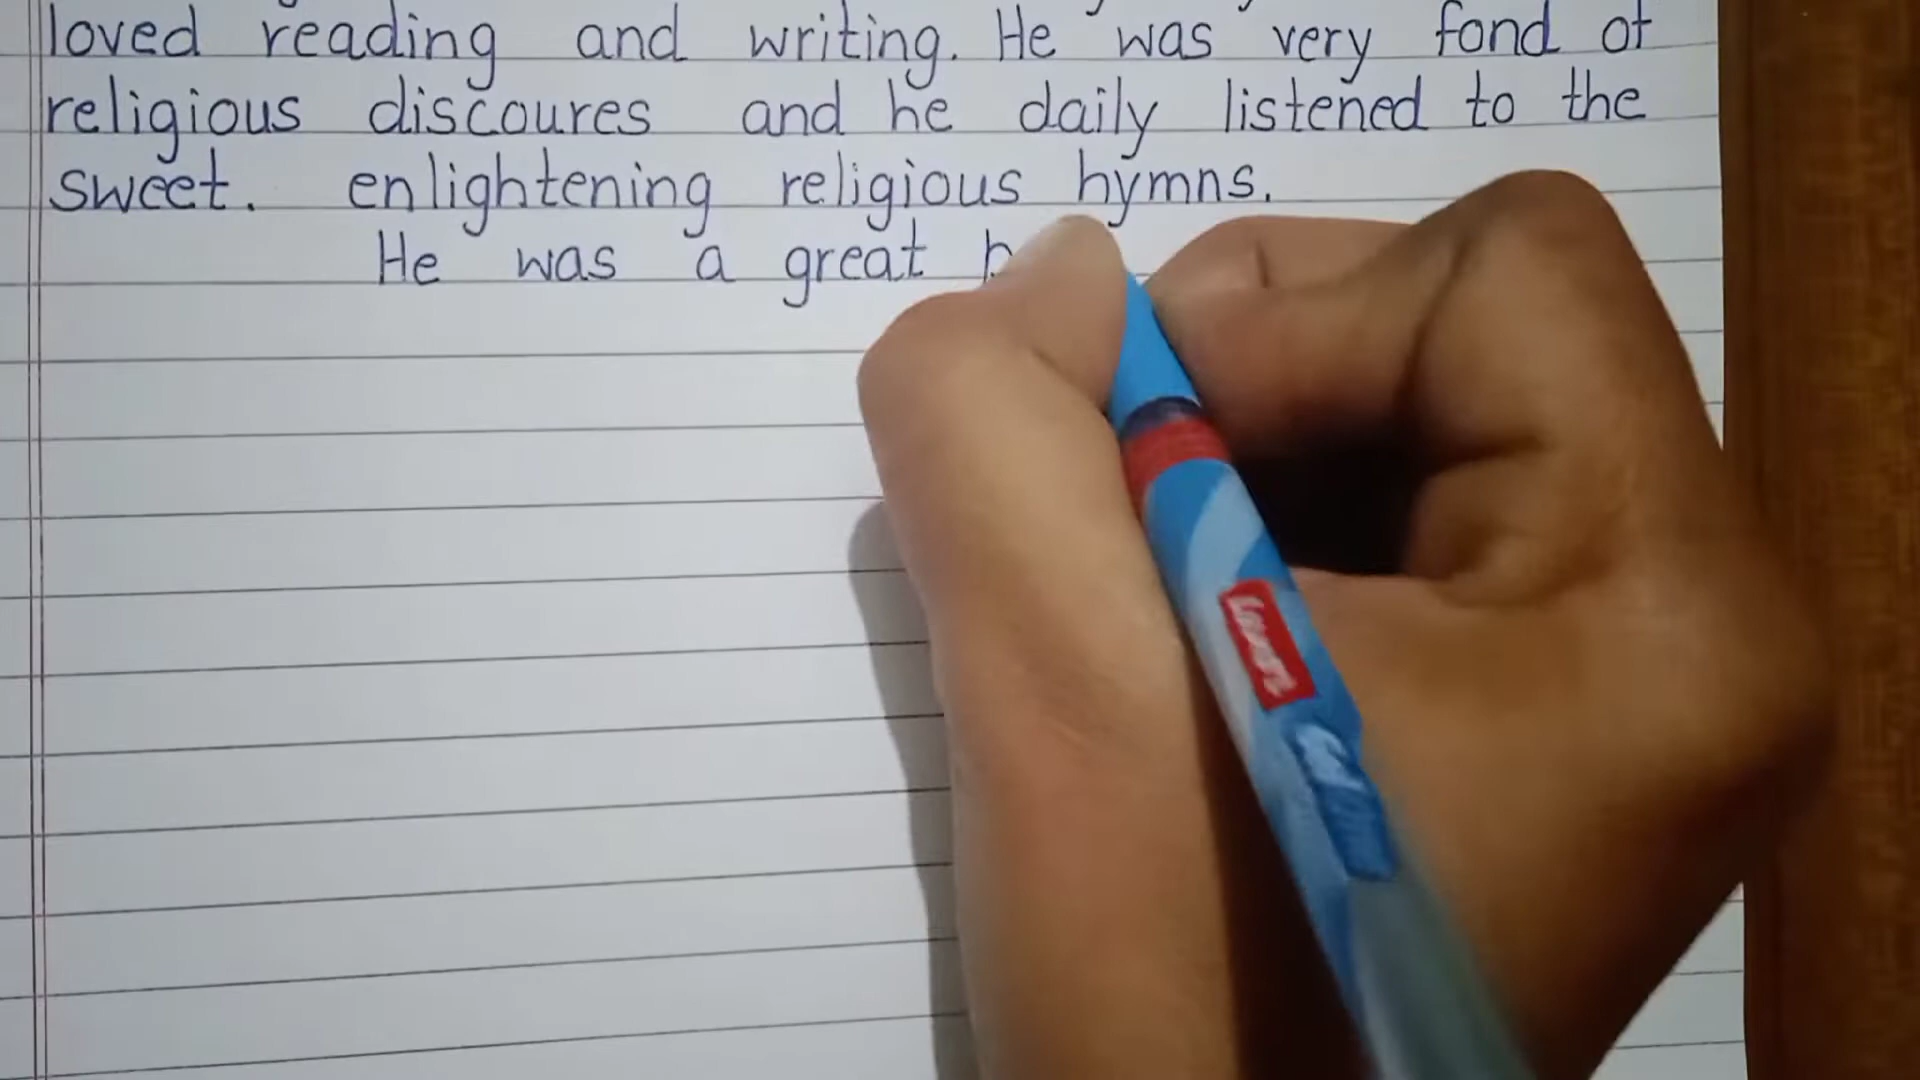 loved reading and writing. He was very fond of
religious discoures and he daily listened to the
sweet. enlightening religious hymns.
He was a great